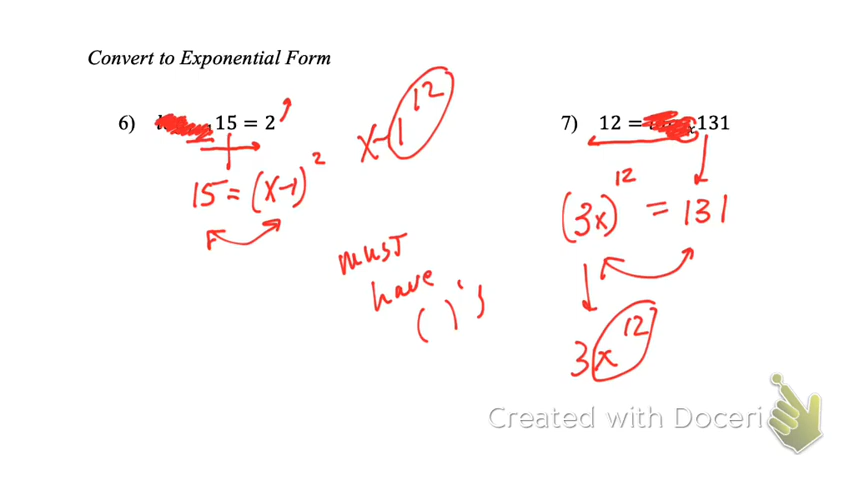 Convert to Exponential Form
6) 15 = 2
x-1^12
7) 12 = x 131
15 = (x-1)^2
(3x)^12 = 131
must
have
( )'s
3x^12
Created with Doceri